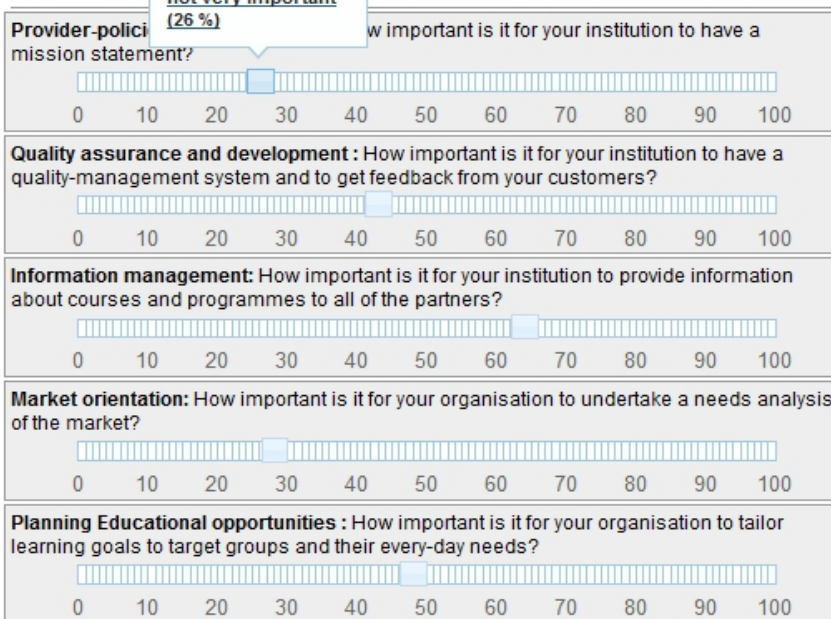 not very important
(26 %)
Provider-polici w important is it for your institution to have a
mission statement?
0 10 20 30 40 50 60 70 80 90 100
Quality assurance and development : How important is it for your institution to have a
quality-management system and to get feedback from your customers?
0 10 20 30 40 50 60 70 80 90 100
Information management: How important is it for your institution to provide information
about courses and programmes to all of the partners?
0 10 20 30 40 50 60 70 80 90 100
Market orientation: How important is it for your organisation to undertake a needs analysis
of the market?
0 10 20 30 40 50 60 70 80 90 100
Planning Educational opportunities : How important is it for your organisation to tailor
learning goals to target groups and their every-day needs?
0 10 20 30 40 50 60 70 80 90 100